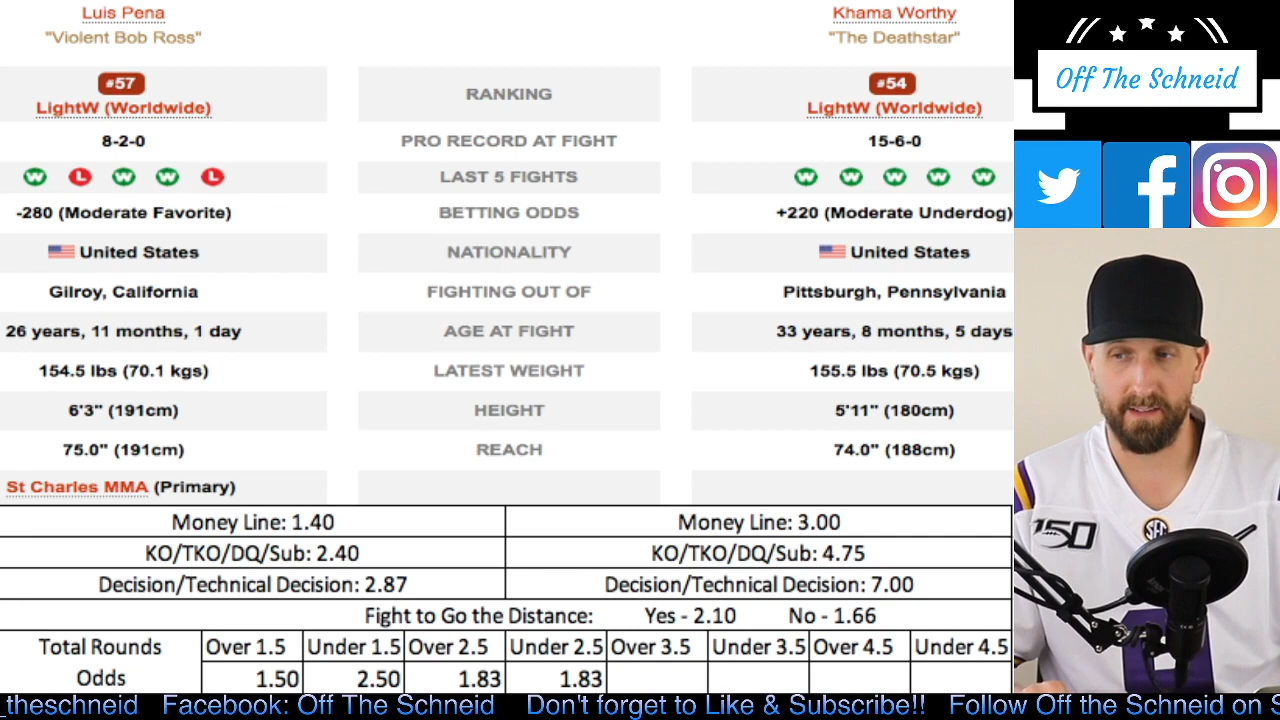 Luis Pena
"Violent Bob Ross"
Khama Worthy
"The Deathstar"
#57
LightW (Worldwide)
RANKING
#54
LightW (Worldwide)
8-2-0
PRO RECORD AT FIGHT
15-6-0
W L W W L
LAST 5 FIGHTS
W W W W W
-280 (Moderate Favorite)
BETTING ODDS
+220 (Moderate Underdog)
United States
NATIONALITY
United States
Gilroy, California
FIGHTING OUT OF
Pittsburgh, Pennsylvania
26 years, 11 months, 1 day
AGE AT FIGHT
33 years, 8 months, 5 days
154.5 lbs (70.1 kgs)
LATEST WEIGHT
155.5 lbs (70.5 kgs)
6'3" (191cm)
HEIGHT
5'11" (180cm)
75.0" (191cm)
REACH
74.0" (188cm)
St Charles MMA (Primary)
Money Line: 1.40
Money Line: 3.00
KO/TKO/DQ/Sub: 2.40
KO/TKO/DQ/Sub: 4.75
Decision/Technical Decision: 2.87
Decision/Technical Decision: 7.00
Fight to Go the Distance: Yes - 2.10 No - 1.66
Total Rounds Over 1.5 Under 1.5 Over 2.5 Under 2.5 Over 3.5 Under 3.5 Over 4.5 Under 4.5
Odds 1.50 2.50 1.83 1.83
Off The Schneid
150
SEC
_theschneid Facebook: Off The Schneid Don't forget to Like & Subscribe!! Follow Off the Schneid on S